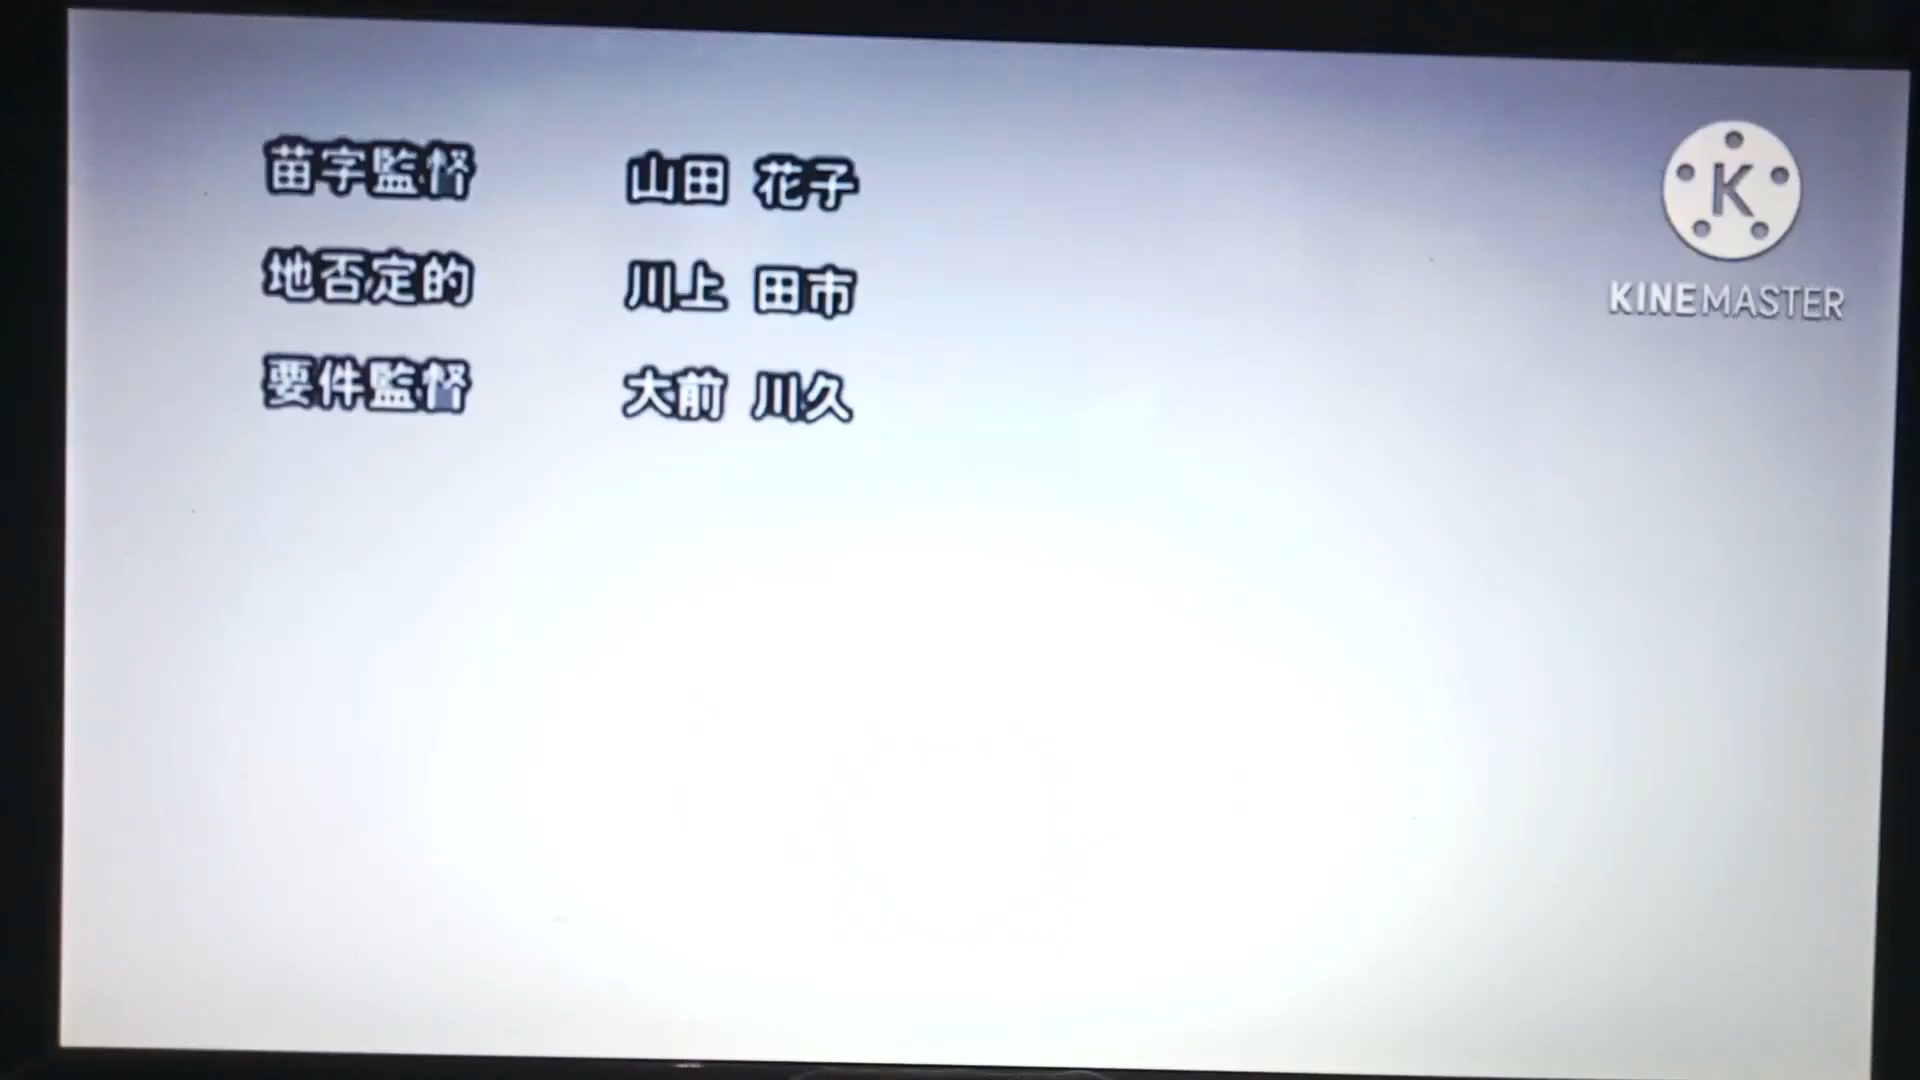 苗字監督 山田 花子
地否定的 川上 田市
要件監督 大前 川久
K
KINEMASTER